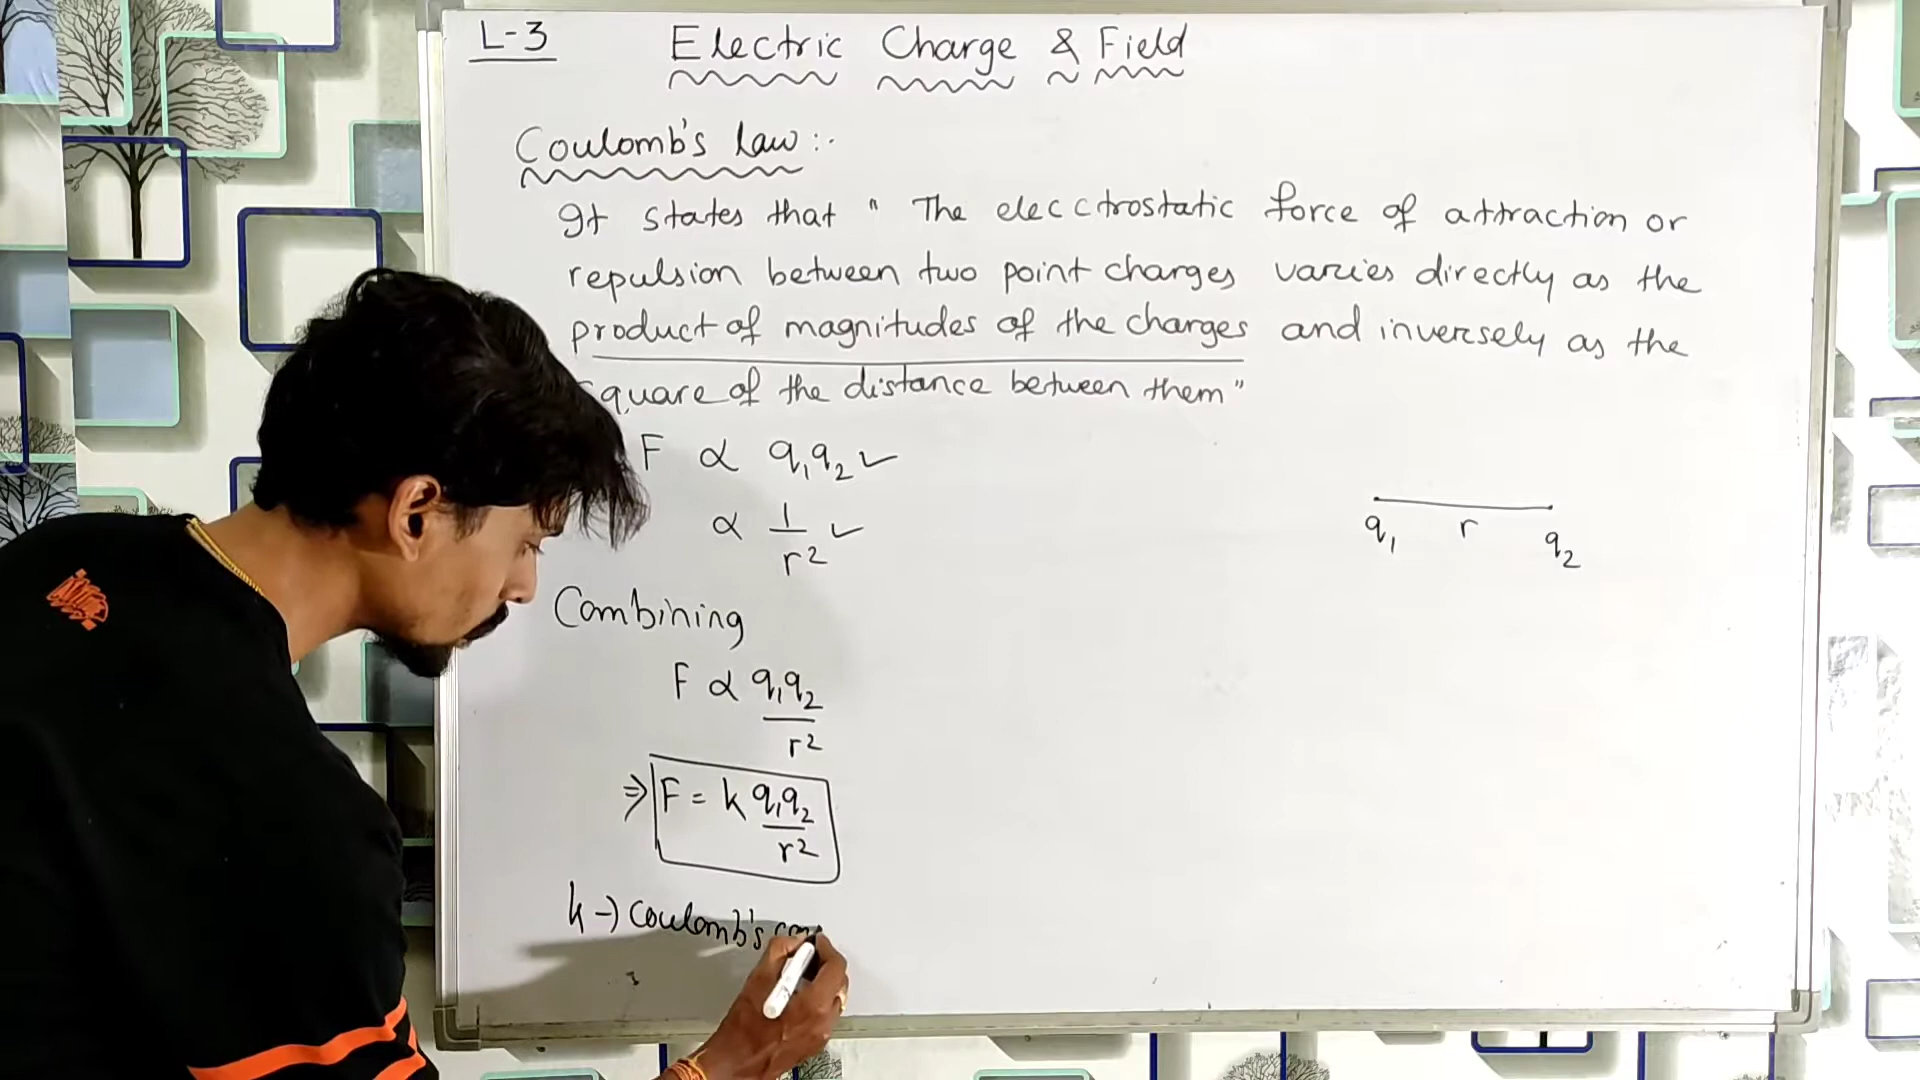 L-3 Electric Charge & Field
Coulomb's Law :-
It states that " The elecctrostatic force of attraction or
repulsion between two point charges varies directly as the
product of magnitudes of the charges and inversely as the
square of the distance between them"
F ∝ q₁q₂ ✓
∝ 1/r² ✓
q₁ r q₂
Combining
F ∝ q₁q₂/r²
⇒ F = k q₁q₂/r²
k → Coulomb's